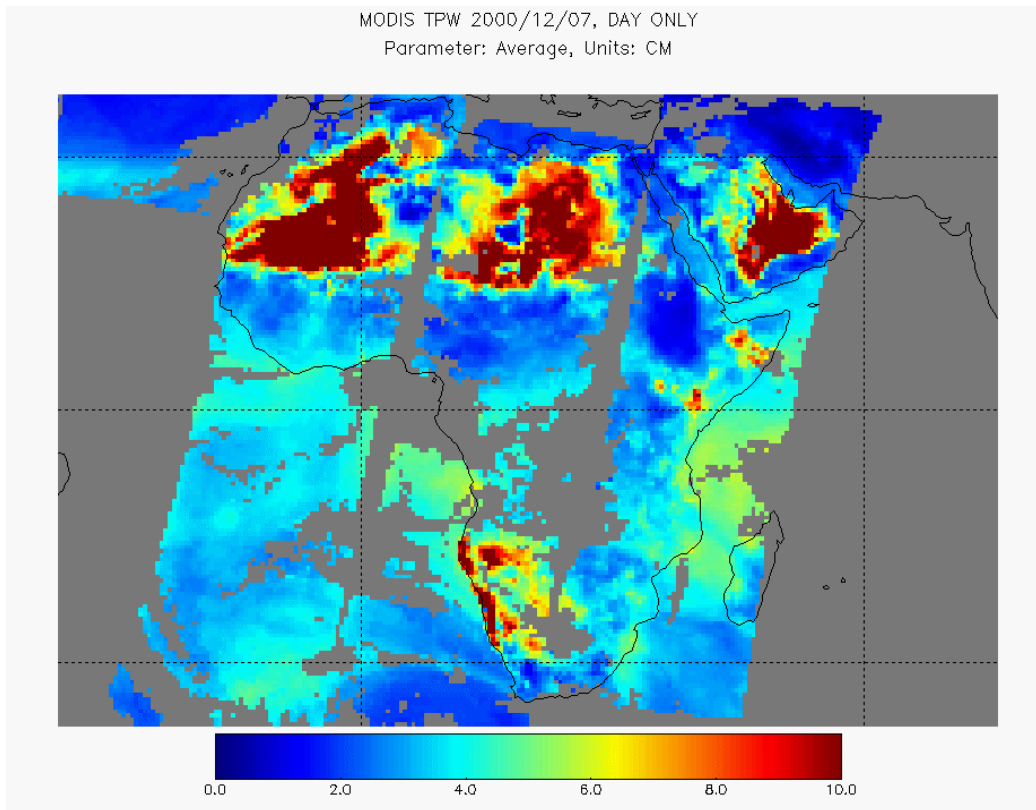 MODIS TPW 2000/12/07, DAY ONLY
Parameter: Average, Units: CM
0.0 2.0 4.0 6.0 8.0 10.0